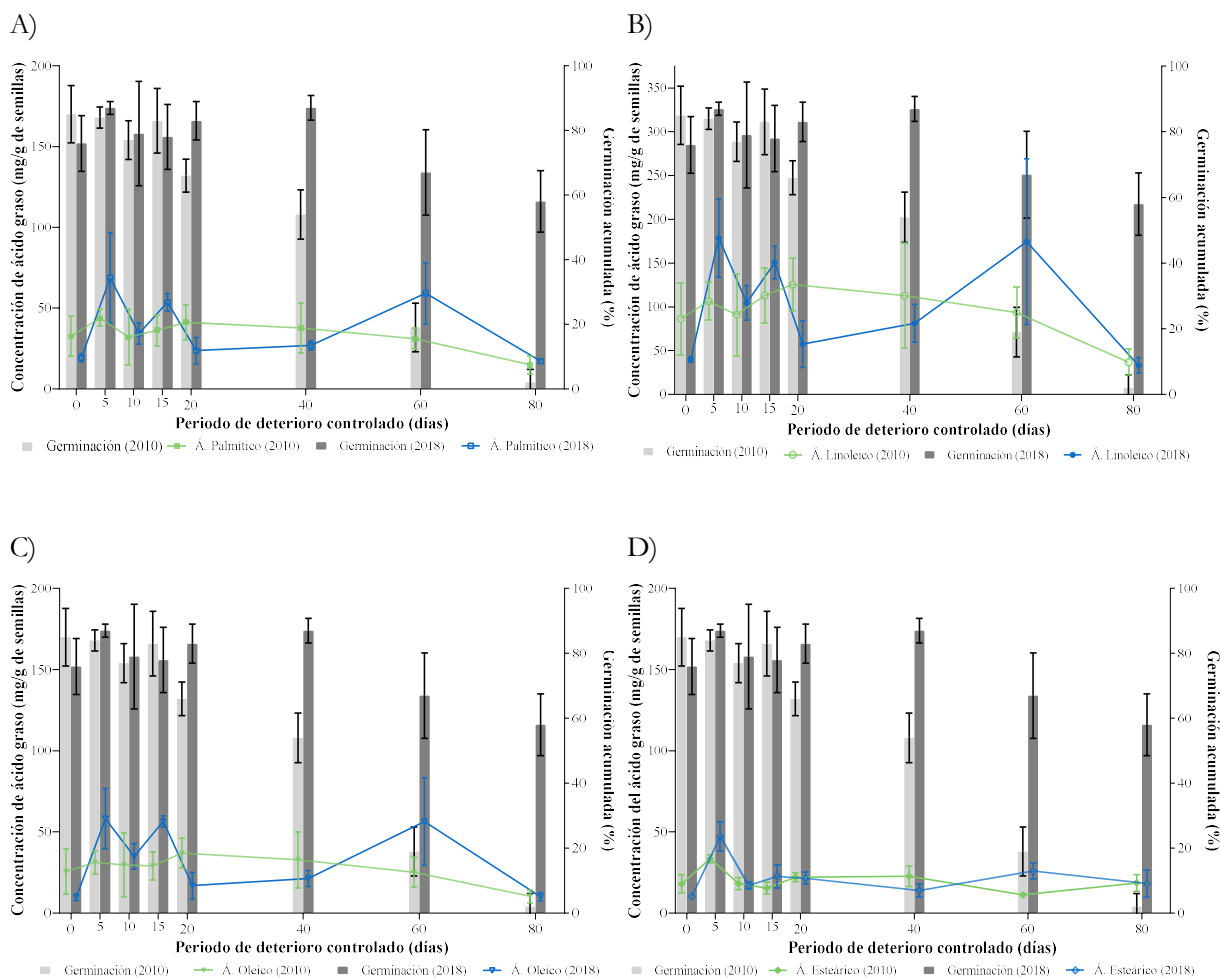 A)
200
150
100
50
0
Concentración de ácido graso (mg/g de semillas)
100
80
60
40
20
0
Germinación acumulada (%)
0 5 10 15 20 40 60 80
Periodo de deterioro controlado (días)
Germinación (2010) Á. Palmítico (2010) Germinación (2018) Á. Palmítico (2018)
B)
350
300
250
200
150
100
50
0
Concentración de ácido graso (mg/g de semillas)
100
80
60
40
20
0
Germinación acumulada (%)
0 5 10 15 20 40 60 80
Periodo de deterioro controlado (días)
Germinación (2010) Á. Linoleico (2010) Germinación (2018) Á. Linoleico (2018)
C)
200
150
100
50
0
Concentración de ácido graso (mg/g de semillas)
100
80
60
40
20
0
Germinación acumulada (%)
0 5 10 15 20 40 60 80
Periodo de deterioro controlado (días)
Germinación (2010) Á. Oleico (2010) Germinación (2018) Á. Oleico (2018)
D)
200
150
100
50
0
Concentración del ácido graso (mg/g de semillas)
100
80
60
40
20
0
Germinación acumulada (%)
0 5 10 15 20 40 60 80
Periodo de deterioro controlado (días)
Germinación (2010) Á. Esteárico (2010) Germinación (2018) Á. Esteárico (2018)